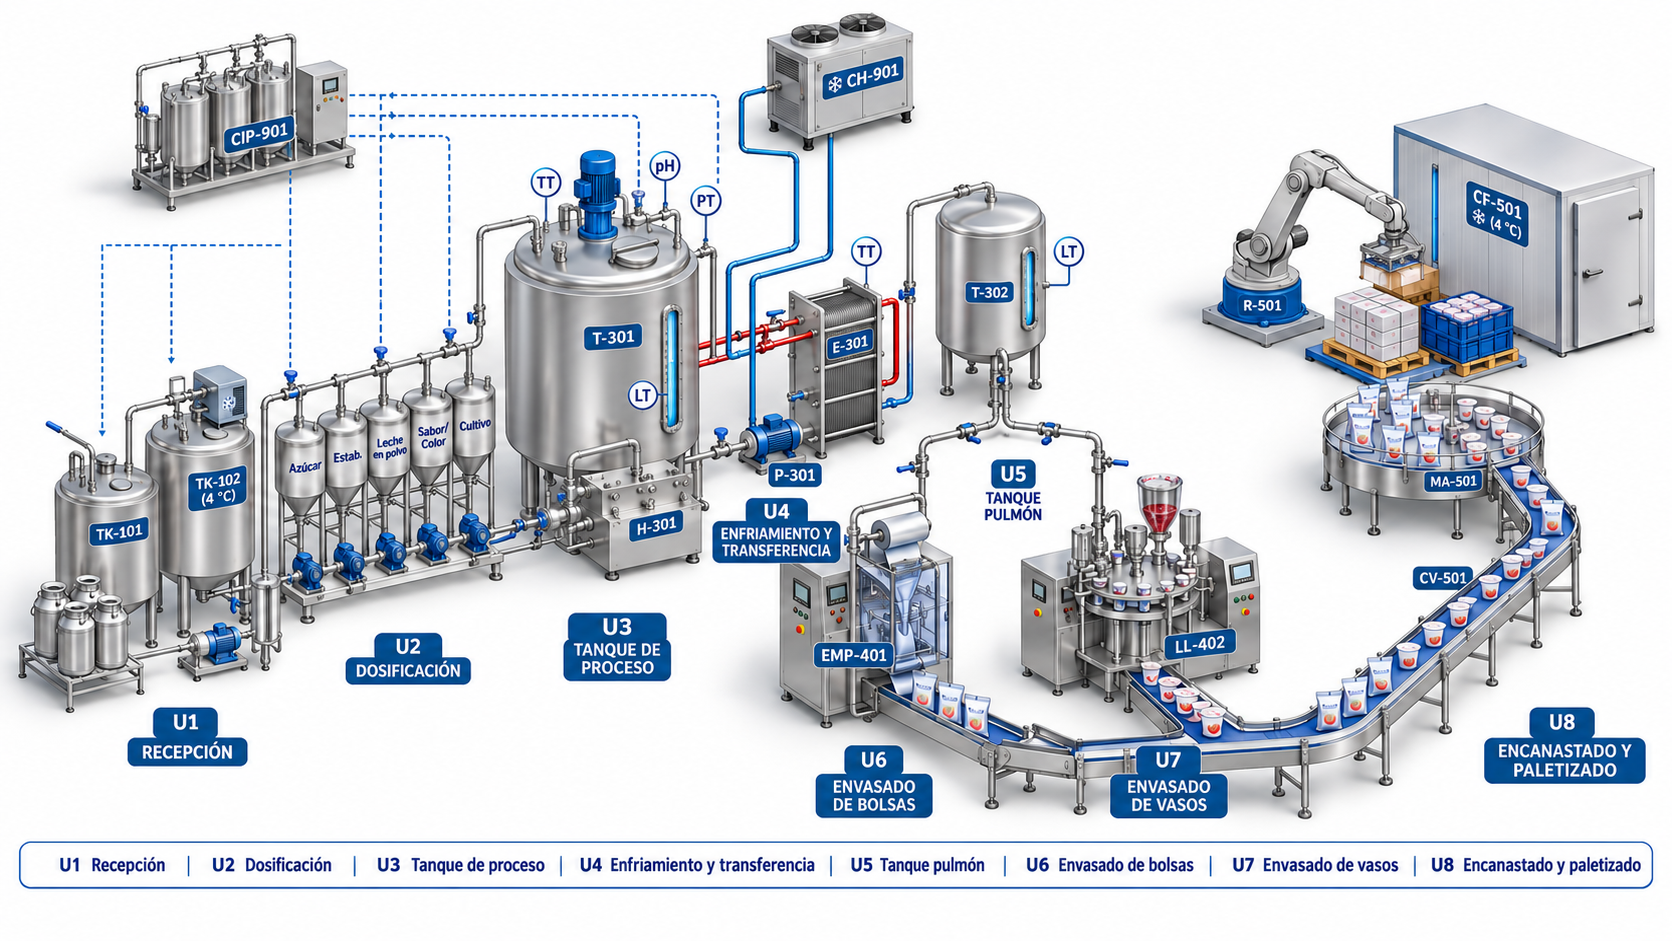 CIP-901
CH-901
CF-501
(4 °C)
R-501
TT
pH
PT
TT
LT
T-302
T-301
E-301
LT
Azúcar
Estab.
Leche
en polvo
Sabor/
Color
Cultivo
TK-101
TK-102
(4 °C)
H-301
P-301
MA-501
CV-501
EMP-401
LL-402
U1
RECEPCIÓN
U2
DOSIFICACIÓN
U3
TANQUE DE
PROCESO
U4
ENFRIAMIENTO Y
TRANSFERENCIA
U5
TANQUE
PULMÓN
U6
ENVASADO
DE BOLSAS
U7
ENVASADO
DE VASOS
U8
ENCANASTADO Y
PALETIZADO
U1 Recepción | U2 Dosificación | U3 Tanque de proceso | U4 Enfriamiento y transferencia | U5 Tanque pulmón | U6 Envasado de bolsas | U7 Envasado de vasos | U8 Encanastado y paletizado